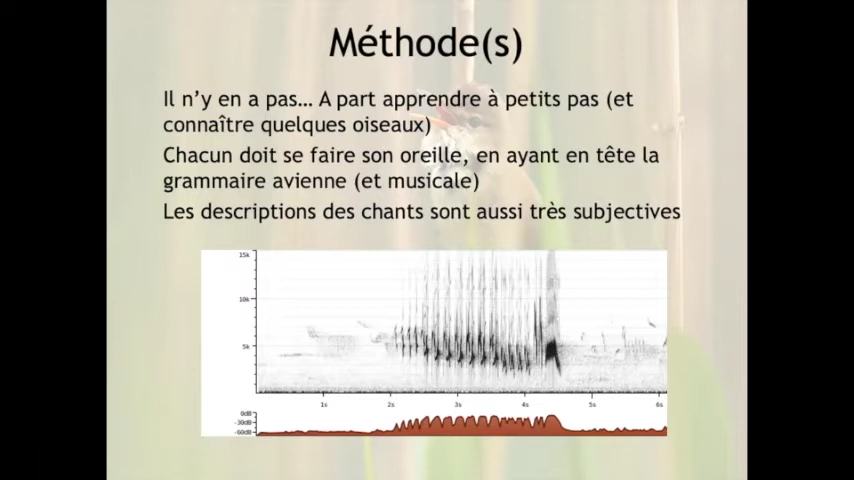 Méthode(s)
Il n’y en a pas… A part apprendre à petits pas (et
connaître quelques oiseaux)
Chacun doit se faire son oreille, en ayant en tête la
grammaire avienne (et musicale)
Les descriptions des chants sont aussi très subjectives
15k
10k
5k
1s 2s 3s 4s 5s 6s
0dB
-30dB
-60dB